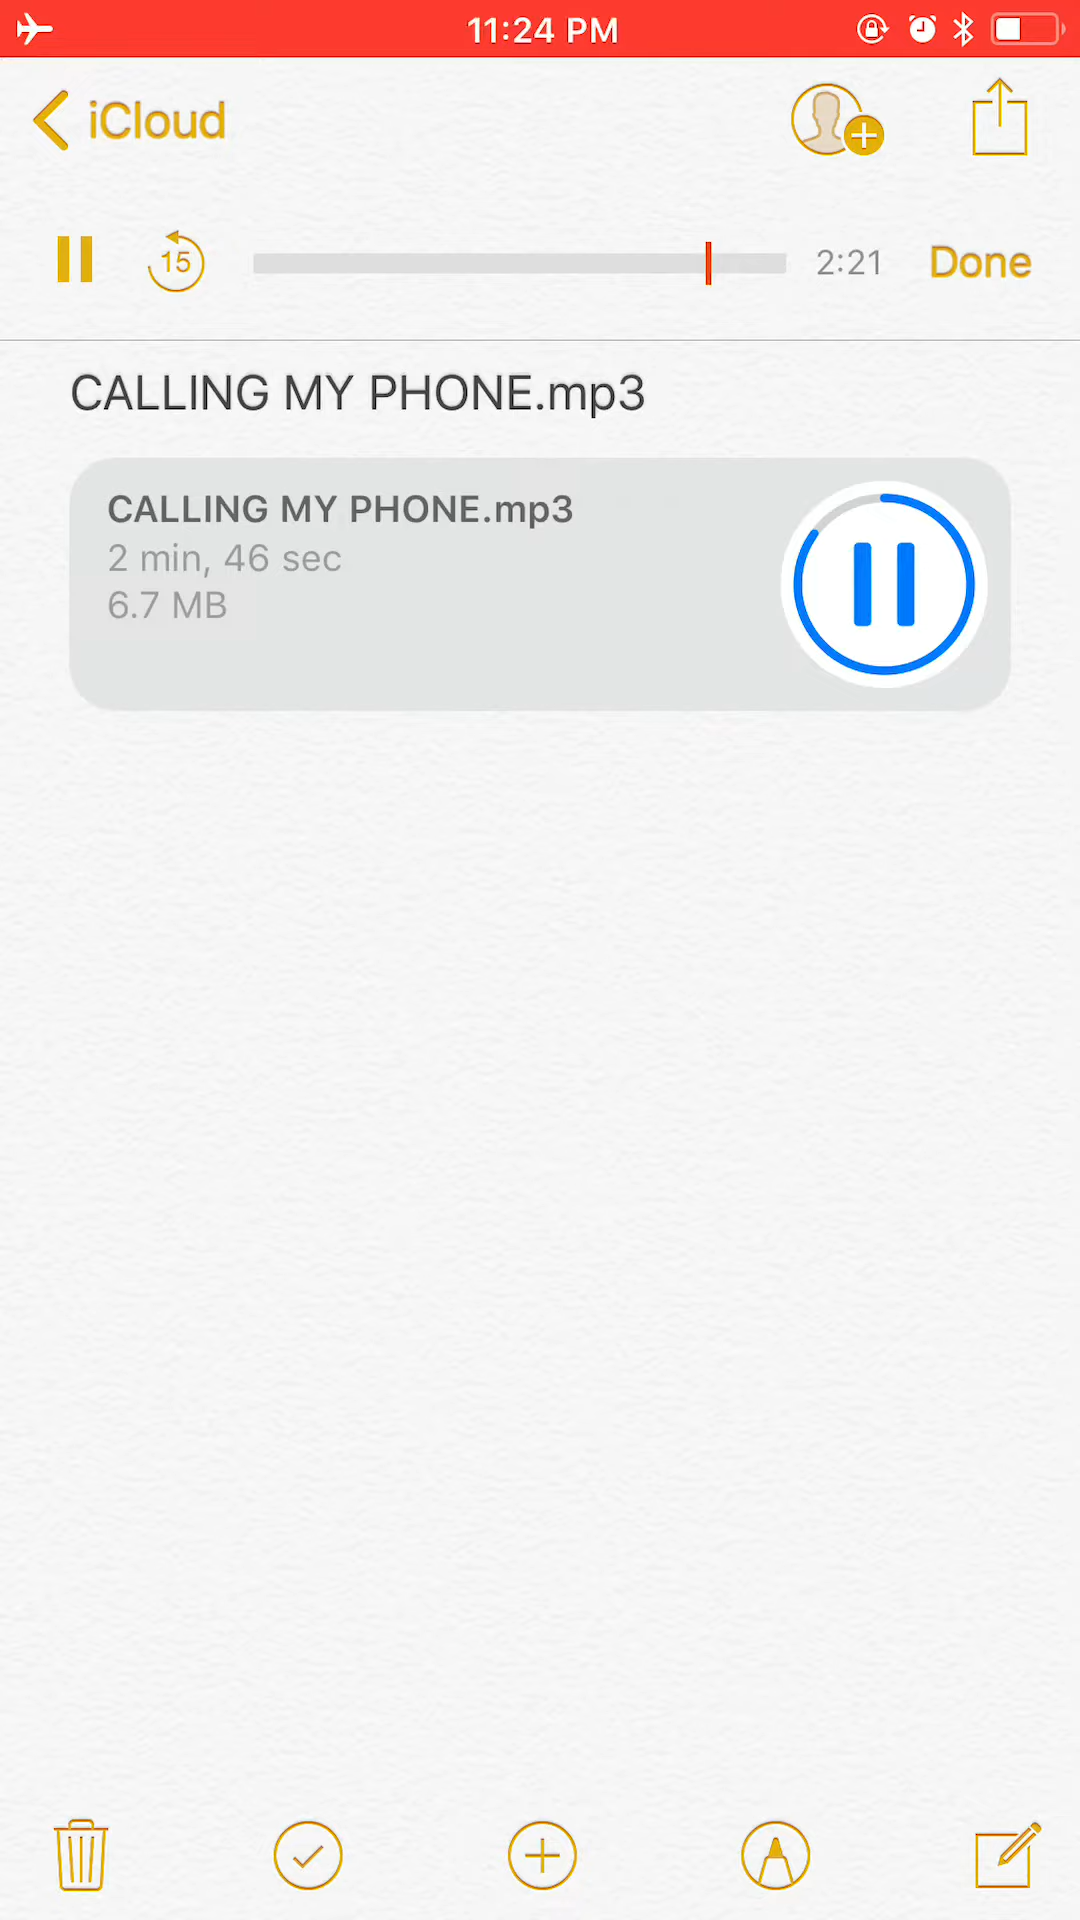 11:24 PM
iCloud
15
2:21
Done
CALLING MY PHONE.mp3
CALLING MY PHONE.mp3
2 min, 46 sec
6.7 MB